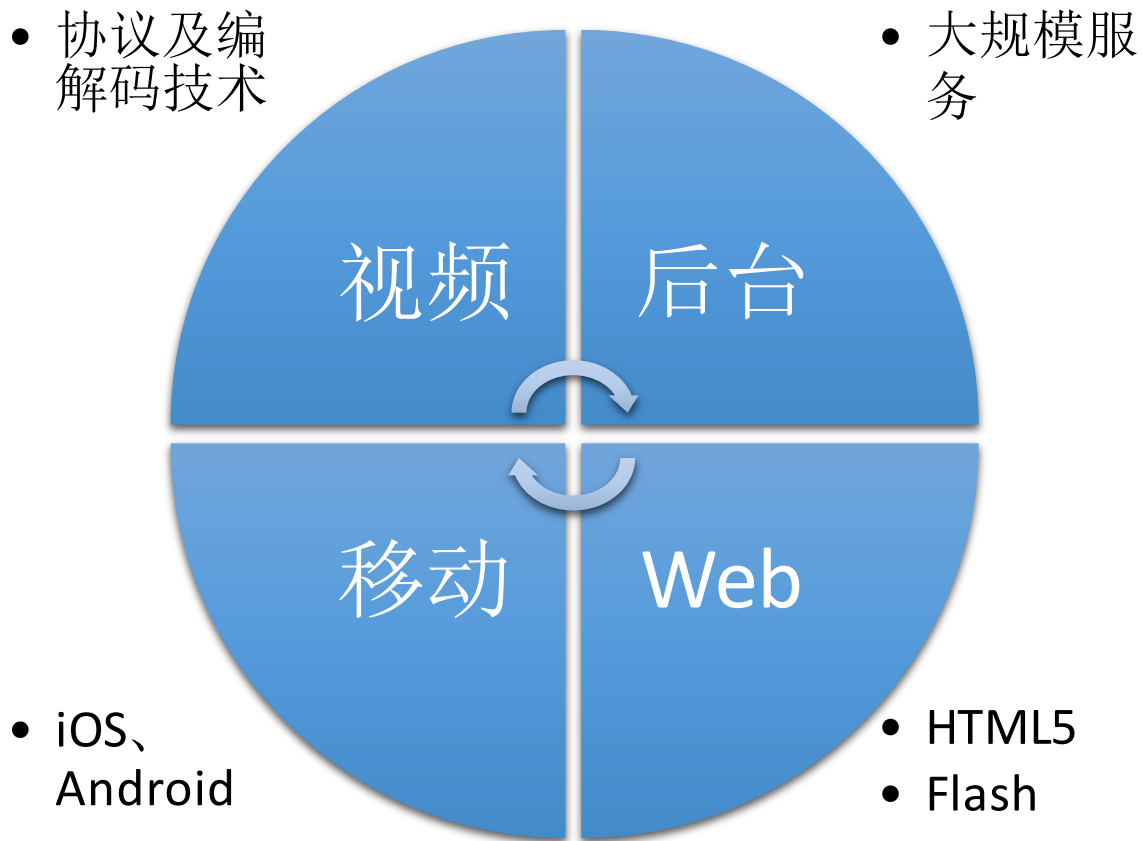 • 协议及编
解码技术
• 大规模服
务
视频
后台
移动
Web
• iOS、
Android
• HTML5
• Flash